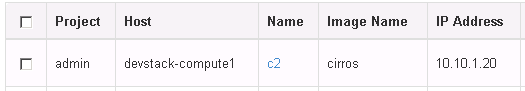 Project Host Name Image Name IP Address
admin devstack-compute1 c2 cirros 10.10.1.20